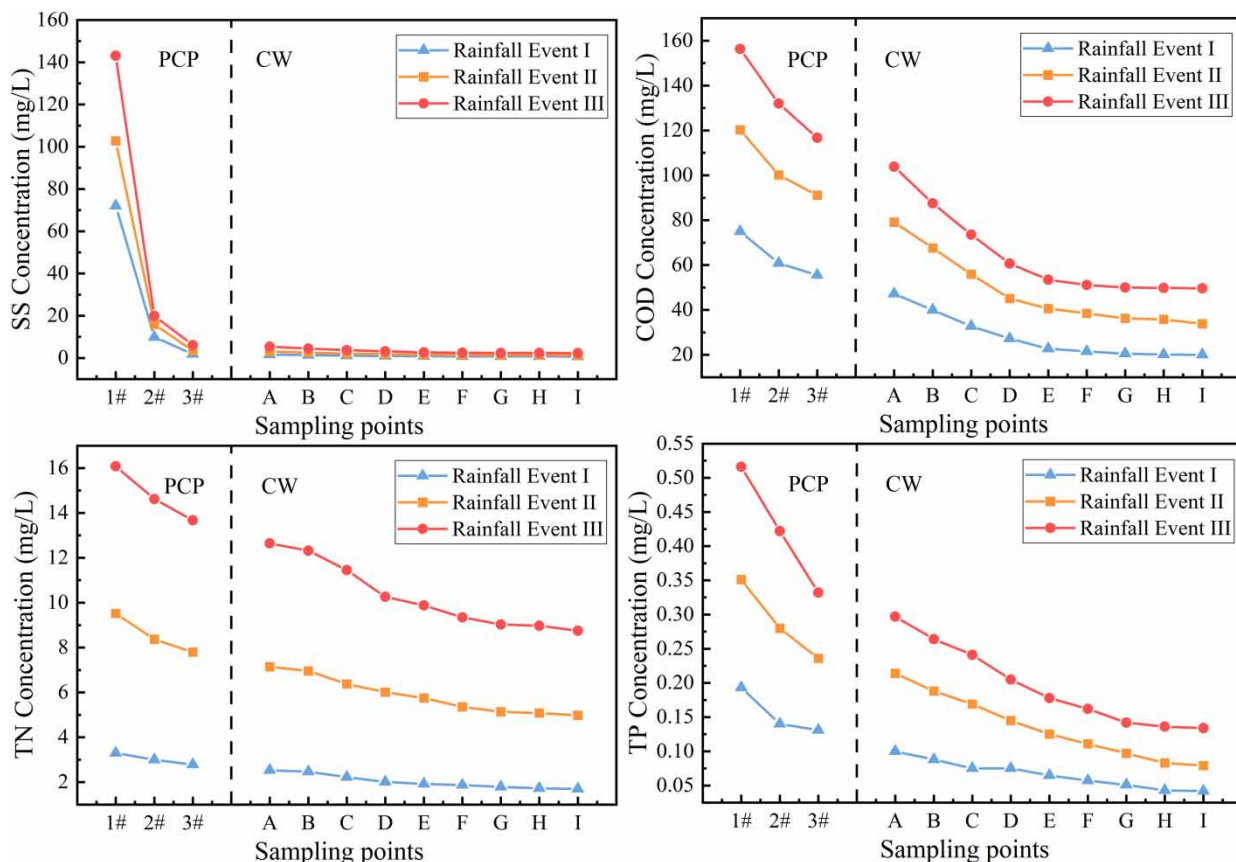 160
140
120
100
80
60
40
20
0
SS Concentration (mg/L)
PCP
CW
Rainfall Event I
Rainfall Event II
Rainfall Event III
1# 2# 3# A B C D E F G H I
Sampling points
160
140
120
100
80
60
40
20
COD Concentration (mg/L)
PCP
CW
Rainfall Event I
Rainfall Event II
Rainfall Event III
1# 2# 3# A B C D E F G H I
Sampling points
16
14
12
10
8
6
4
2
TN Concentration (mg/L)
PCP
CW
Rainfall Event I
Rainfall Event II
Rainfall Event III
1# 2# 3# A B C D E F G H I
Sampling points
0.55
0.50
0.45
0.40
0.35
0.30
0.25
0.20
0.15
0.10
0.05
TP Concentration (mg/L)
PCP
CW
Rainfall Event I
Rainfall Event II
Rainfall Event III
1# 2# 3# A B C D E F G H I
Sampling points